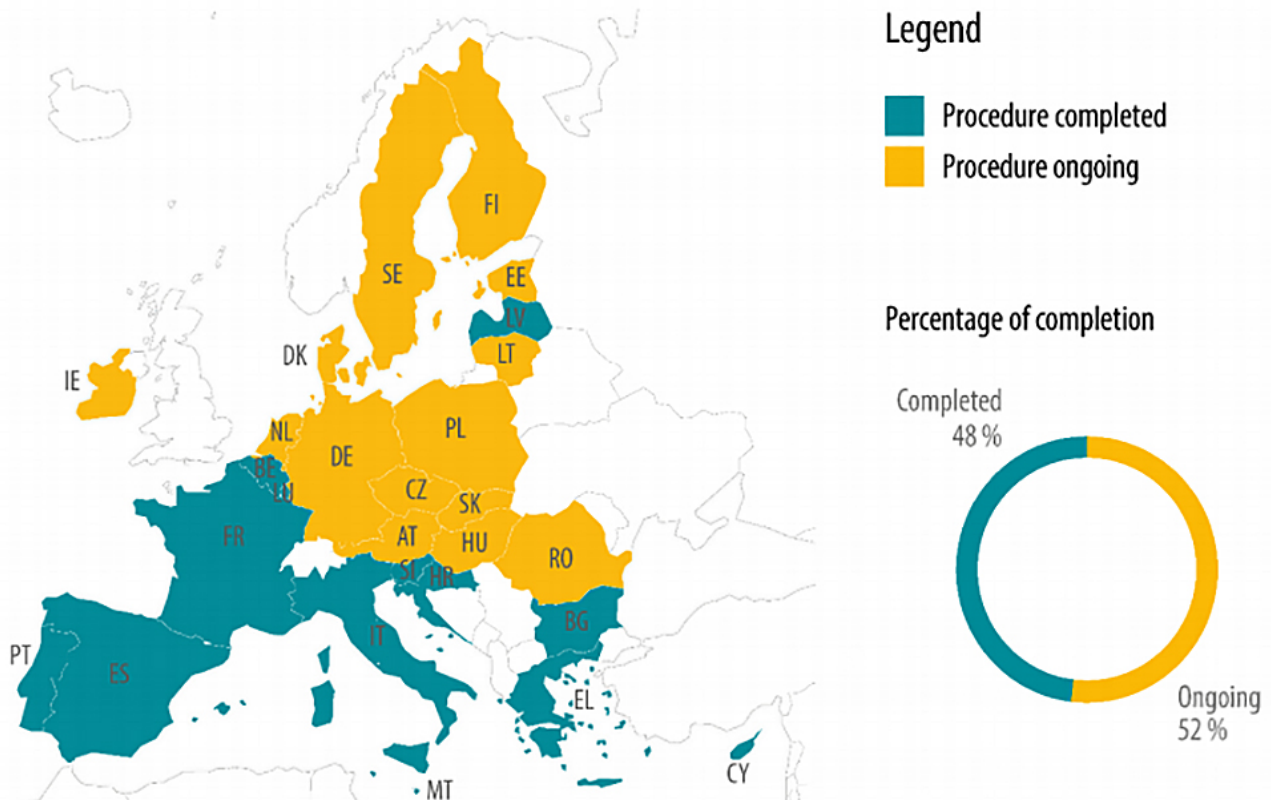 Legend
Procedure completed
Procedure ongoing
FI
SE
EE
LV
DK
LT
IE
NL
PL
DE
BE
LU
CZ
SK
FR
AT
HU
RO
SI
HR
BG
IT
PT
ES
EL
CY
MT
Percentage of completion
Completed
48 %
Ongoing
52 %